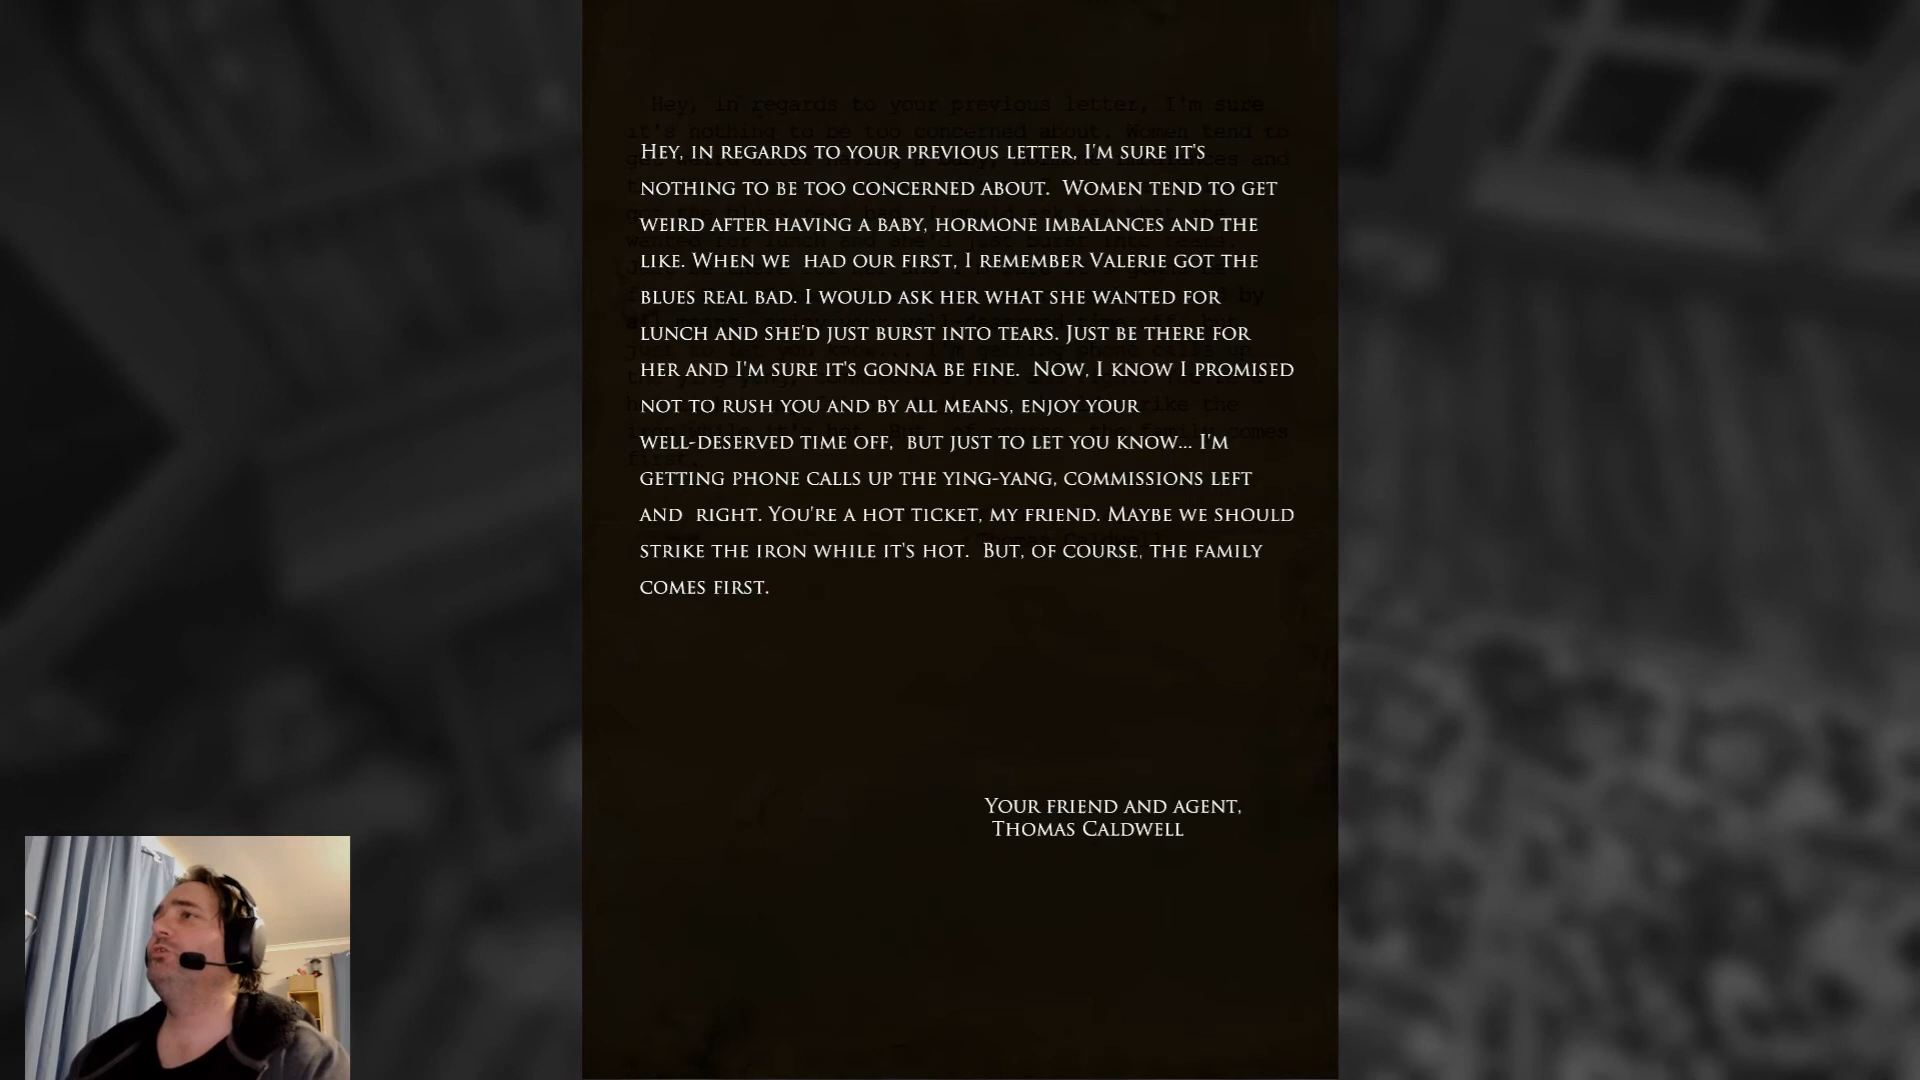 Hey, in regards to your previous letter, I'm sure it's
nothing to be too concerned about. Women tend to get
weird after having a baby, hormone imbalances and the
like. When we had our first, I remember Valerie got the
blues real bad. I would ask her what she wanted for
lunch and she'd just burst into tears. Just be there for
her and I'm sure it's gonna be fine. Now, I know I promised
not to rush you and by all means, enjoy your
well-deserved time off, but just to let you know... I'm
getting phone calls up the ying-yang, commissions left
and right. You're a hot ticket, my friend. Maybe we should
strike the iron while it's hot. But, of course, the family
comes first.
Your friend and agent,
Thomas Caldwell